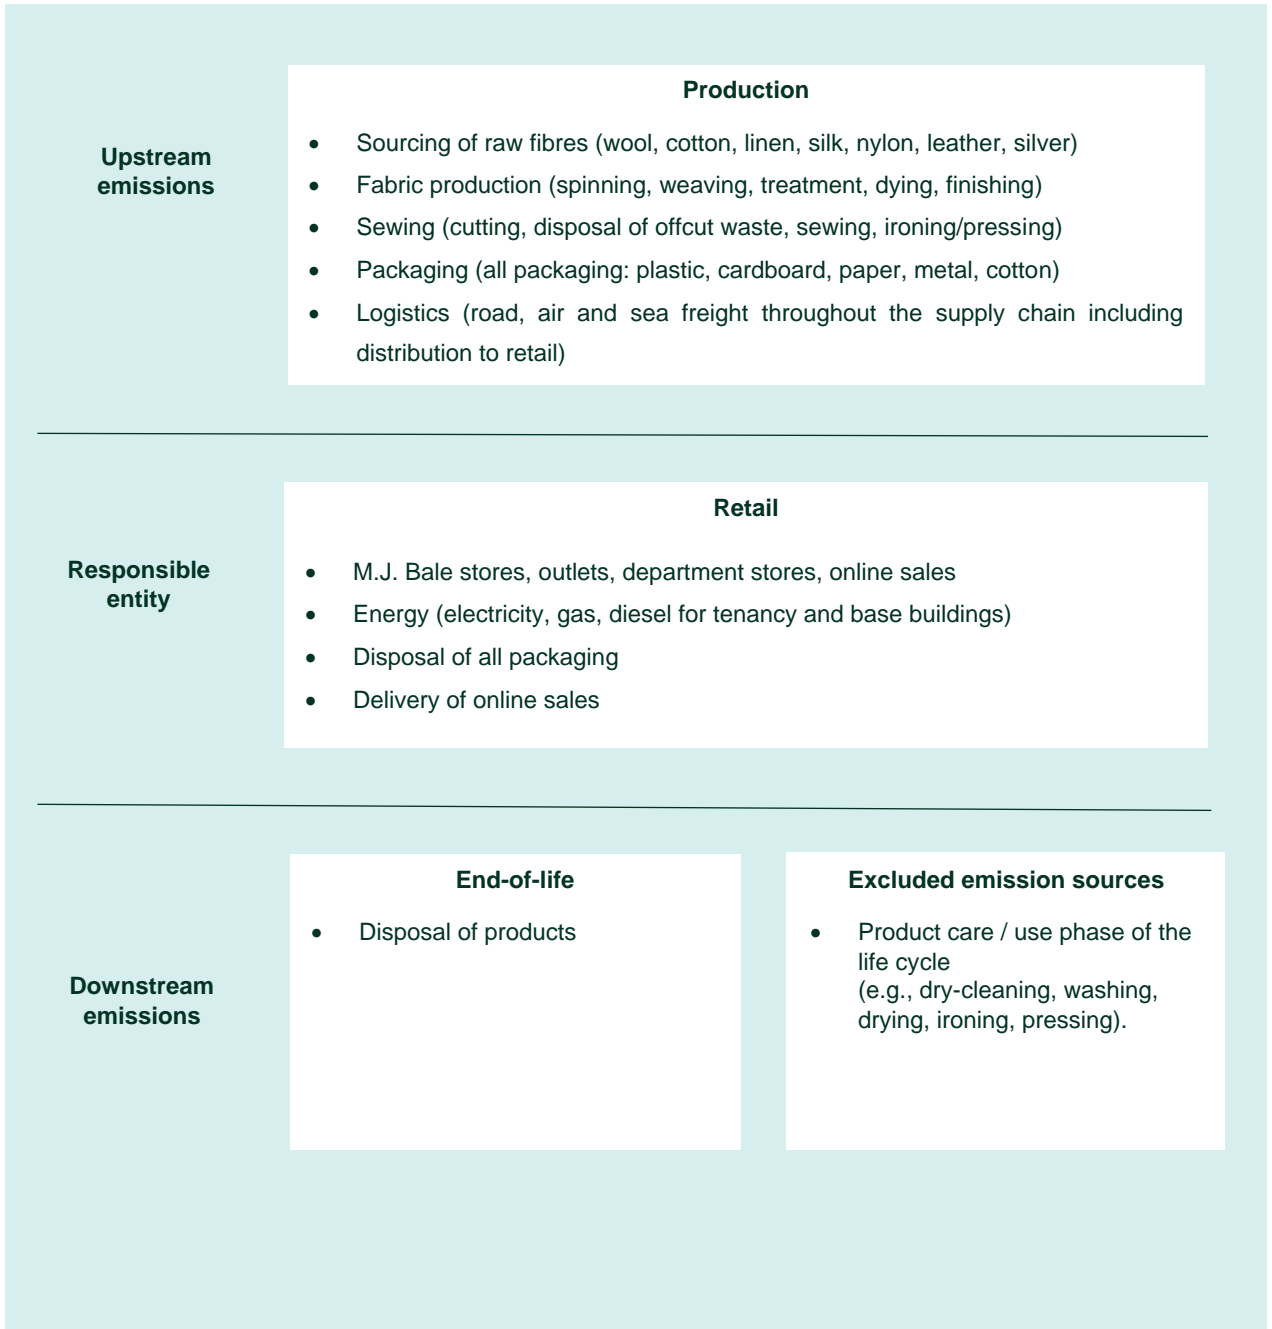 Production
Upstream
emissions
• Sourcing of raw fibres (wool, cotton, linen, silk, nylon, leather, silver)
• Fabric production (spinning, weaving, treatment, dying, finishing)
• Sewing (cutting, disposal of offcut waste, sewing, ironing/pressing)
• Packaging (all packaging: plastic, cardboard, paper, metal, cotton)
• Logistics (road, air and sea freight throughout the supply chain including
distribution to retail)
Retail
Responsible
entity
• M.J. Bale stores, outlets, department stores, online sales
• Energy (electricity, gas, diesel for tenancy and base buildings)
• Disposal of all packaging
• Delivery of online sales
Downstream
emissions
End-of-life
• Disposal of products
Excluded emission sources
• Product care / use phase of the
life cycle
(e.g., dry-cleaning, washing,
drying, ironing, pressing).